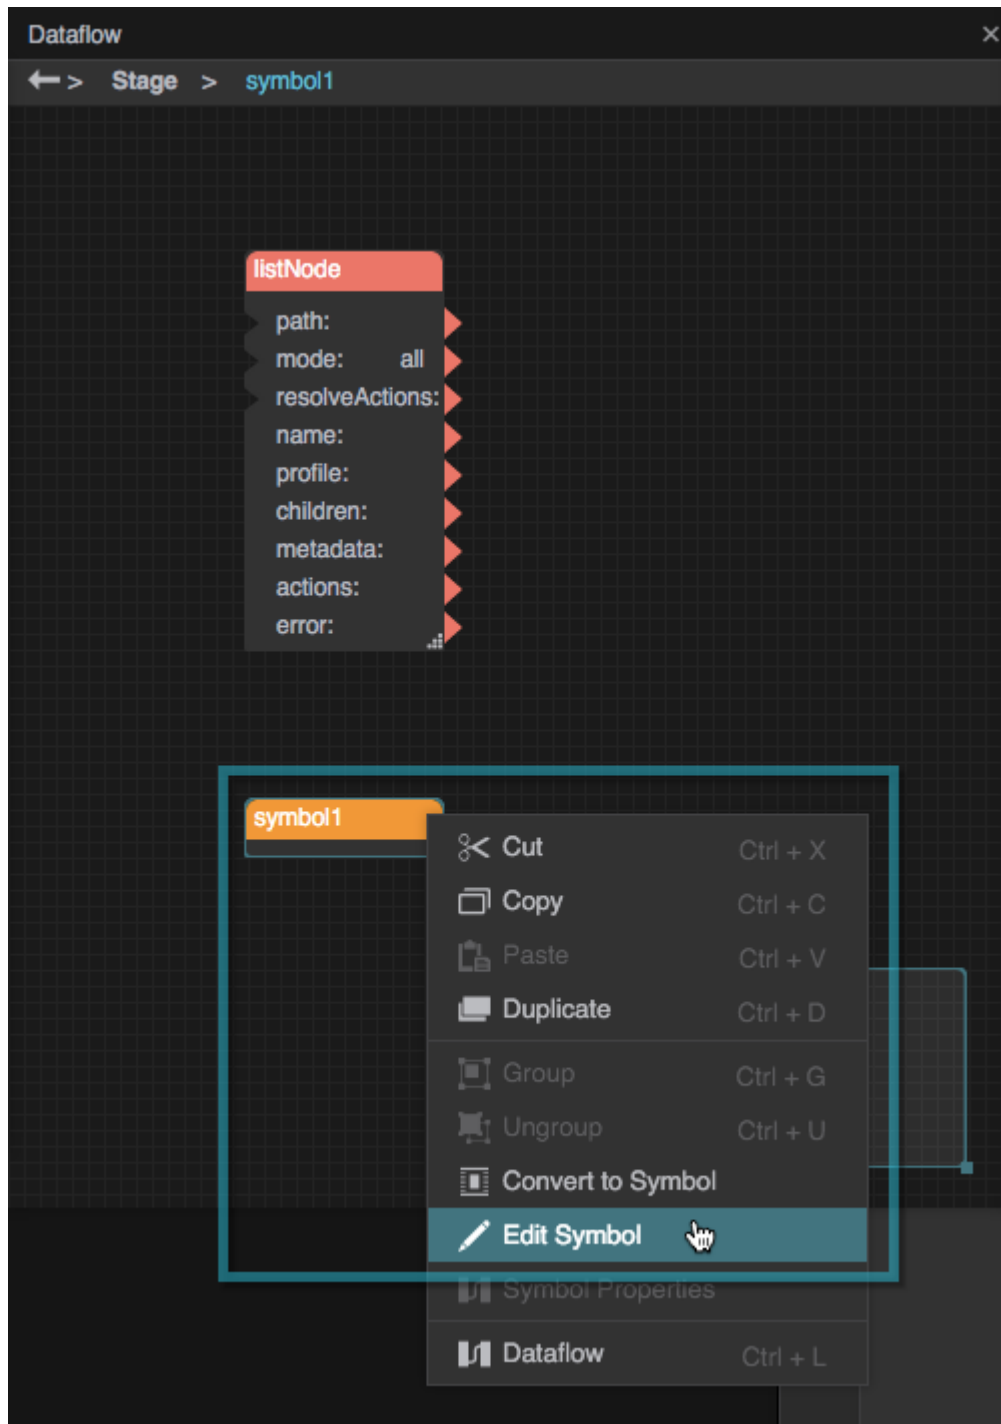 Dataflow ×
> Stage > symbol1
listNode
path:
mode: all
resolveActions:
name:
profile:
children:
metadata:
actions:
error:
symbol1
Cut Ctrl + X
Copy Ctrl + C
Paste Ctrl + V
Duplicate Ctrl + D
Group Ctrl + G
Ungroup Ctrl + U
Convert to Symbol
Edit Symbol
Symbol Properties
Dataflow Ctrl + L